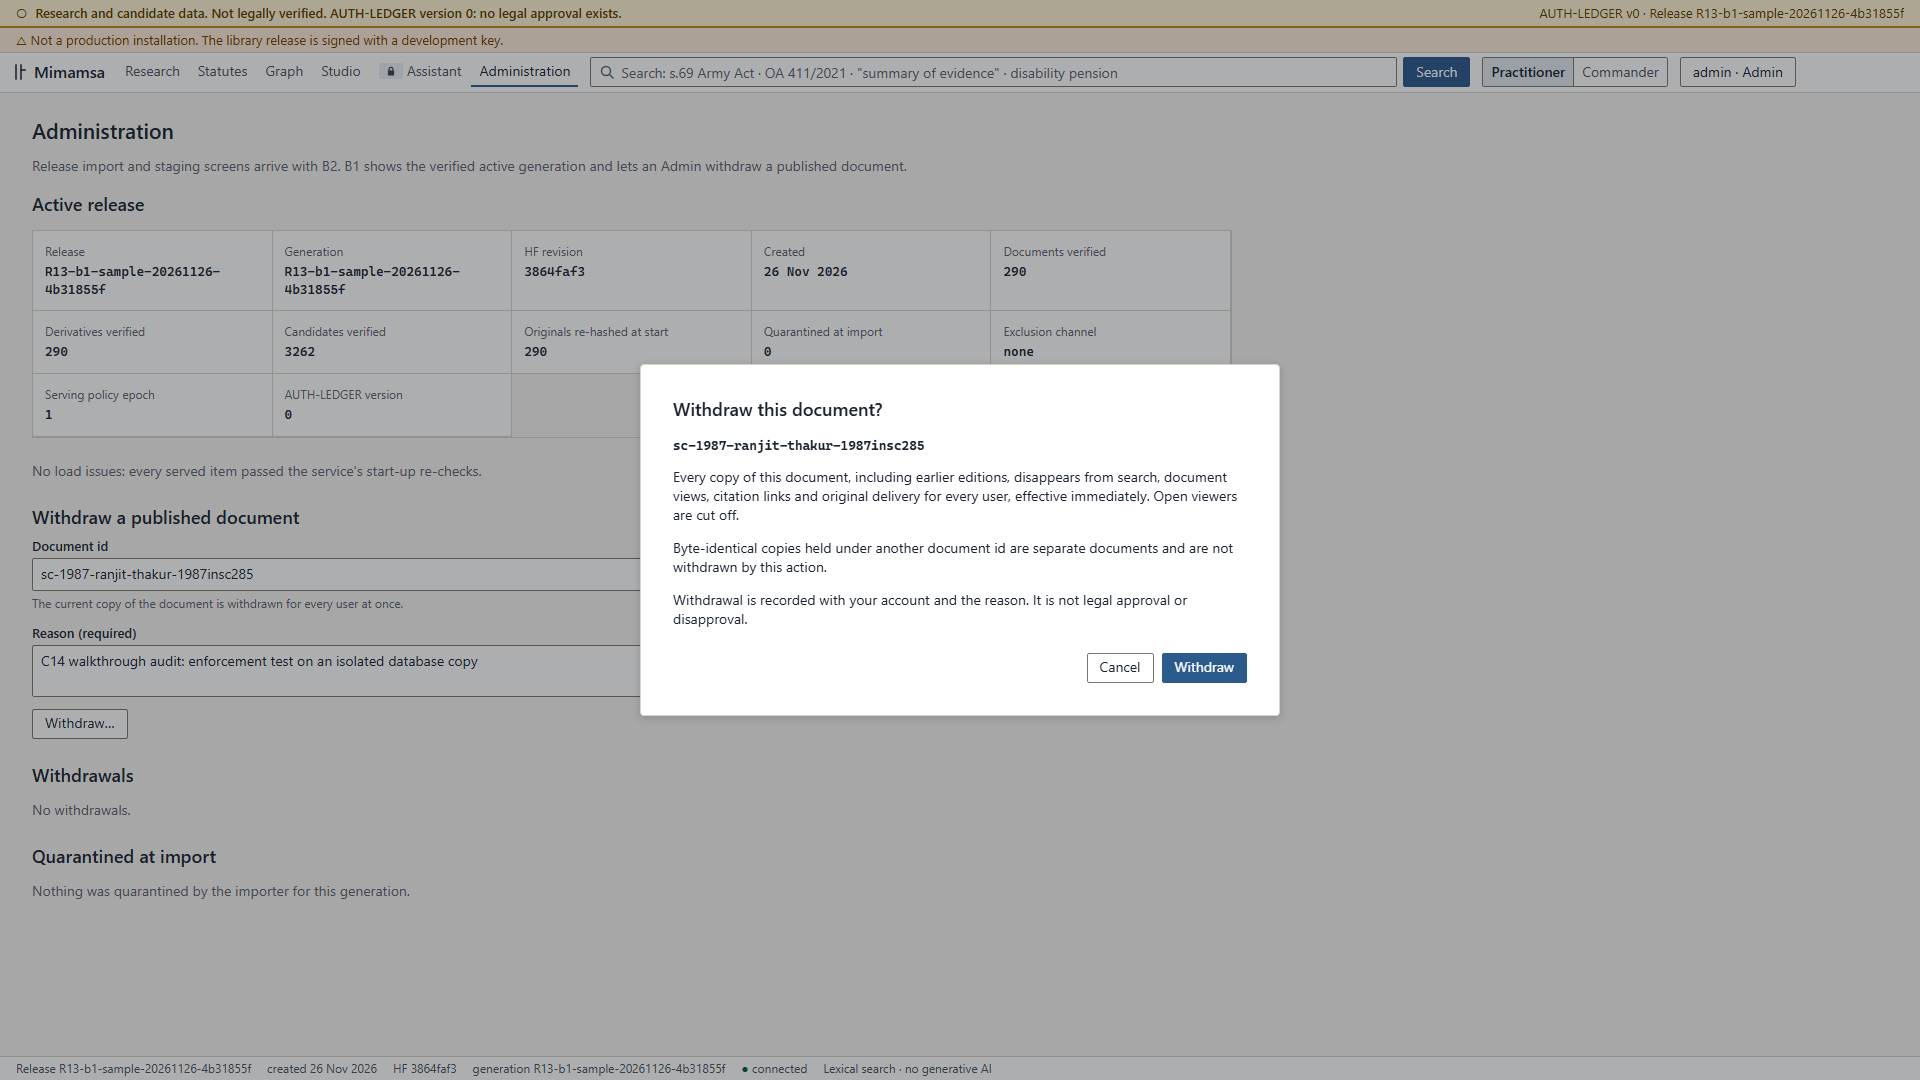 ○ Research and candidate data. Not legally verified. AUTH-LEDGER version 0: no legal approval exists.
AUTH-LEDGER v0 · Release R13-b1-sample-20261126-4b31855f
⚠ Not a production installation. The library release is signed with a development key.
Mimamsa
Research
Statutes
Graph
Studio
Assistant
Administration
Search: s.69 Army Act · OA 411/2021 · "summary of evidence" · disability pension
Search
Practitioner
Commander
admin · Admin
Administration
Release import and staging screens arrive with B2. B1 shows the verified active generation and lets an Admin withdraw a published document.
Active release
Release
R13-b1-sample-20261126-
4b31855f
Generation
R13-b1-sample-20261126-
4b31855f
HF revision
3864faf3
Created
26 Nov 2026
Documents verified
290
Derivatives verified
290
Candidates verified
3262
Originals re-hashed at start
290
Quarantined at import
0
Exclusion channel
none
Serving policy epoch
1
AUTH-LEDGER version
0
No load issues: every served item passed the service's start-up re-checks.
Withdraw a published document
Document id
sc-1987-ranjit-thakur-1987insc285
The current copy of the document is withdrawn for every user at once.
Reason (required)
C14 walkthrough audit: enforcement test on an isolated database copy
Withdraw...
Withdrawals
No withdrawals.
Quarantined at import
Nothing was quarantined by the importer for this generation.
Withdraw this document?
sc-1987-ranjit-thakur-1987insc285
Every copy of this document, including earlier editions, disappears from search, document
views, citation links and original delivery for every user, effective immediately. Open viewers
are cut off.
Byte-identical copies held under another document id are separate documents and are not
withdrawn by this action.
Withdrawal is recorded with your account and the reason. It is not legal approval or
disapproval.
Cancel
Withdraw
Release R13-b1-sample-20261126-4b31855f
created 26 Nov 2026
HF 3864faf3
generation R13-b1-sample-20261126-4b31855f
● connected
Lexical search · no generative AI